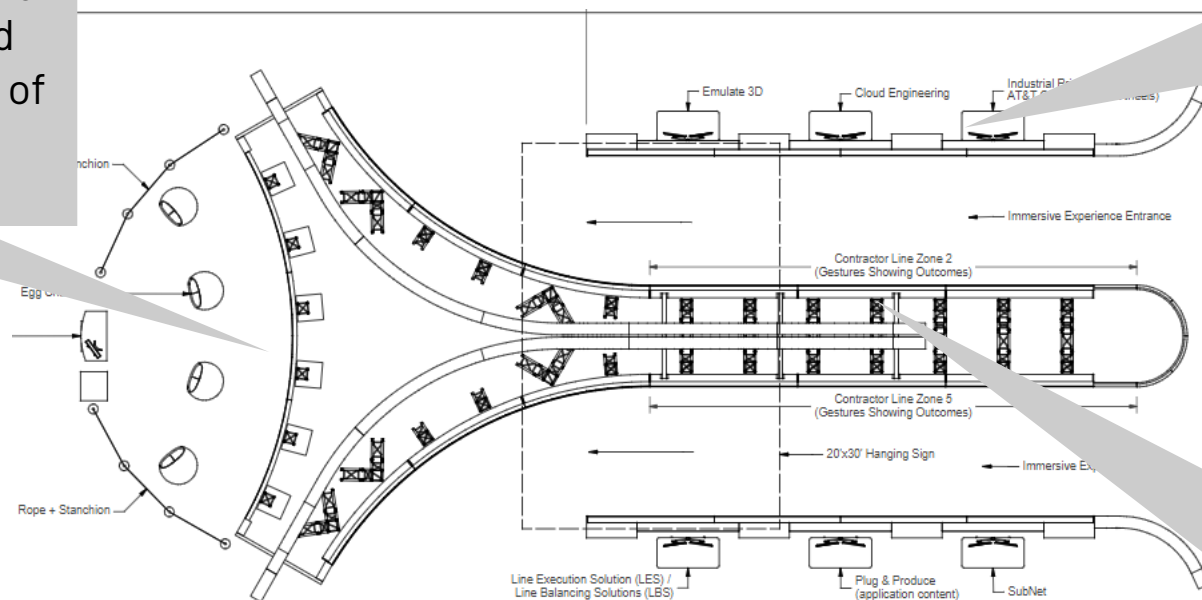 of
Emulate 3D
Cloud Engineering
Industrial
AT&T
Immersive Experience Entrance
Contractor Line Zone 2
(Gestures Showing Outcomes)
Egg
Contractor Line Zone 5
(Gestures Showing Outcomes)
20'x30' Hanging Sign
Immersive
Rope + Stanchion
Line Execution Solution (LES) /
Line Balancing Solutions (LBS)
Plug & Produce
(application content)
SubNet